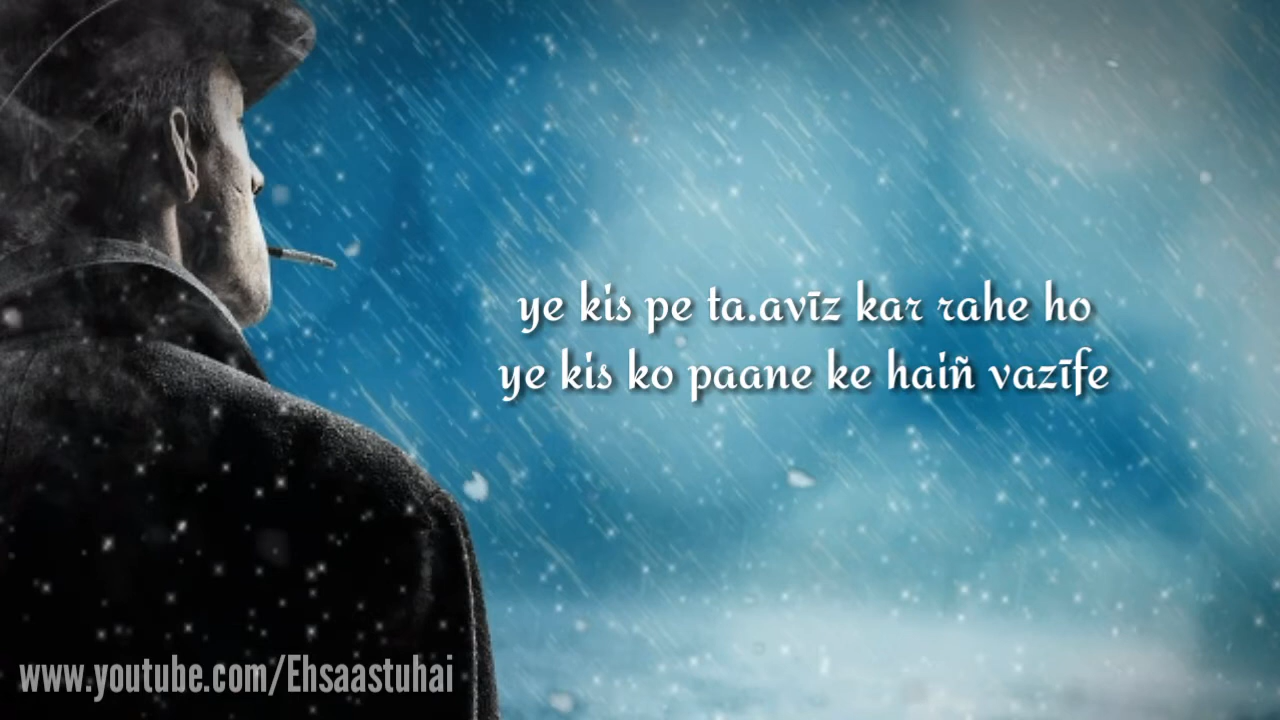 ye kis pe ta.avīz kar rahe ho
ye kis ko paane ke haiñ vazīfe
www.youtube.com/Ehsaastuhai